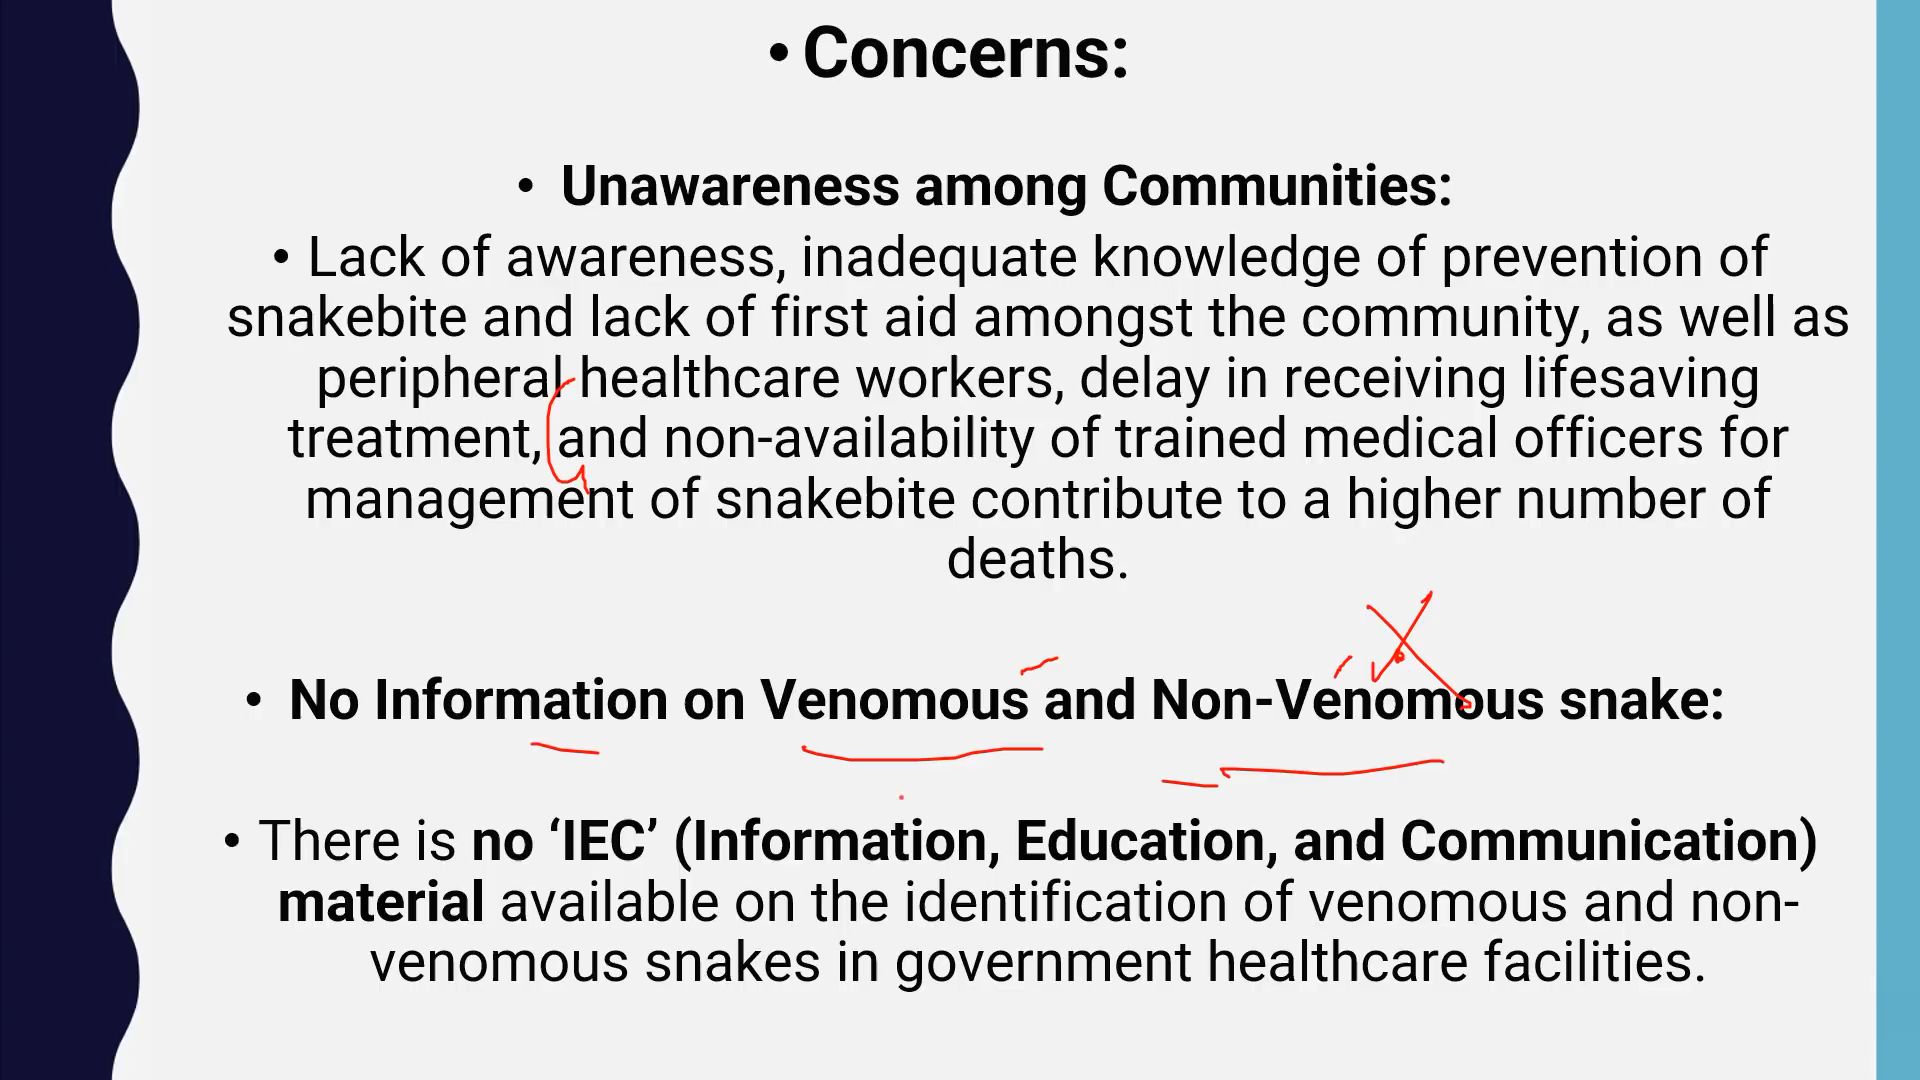 • Concerns:
• Unawareness among Communities:
• Lack of awareness, inadequate knowledge of prevention of
snakebite and lack of first aid amongst the community, as well as
peripheral healthcare workers, delay in receiving lifesaving
treatment, and non-availability of trained medical officers for
management of snakebite contribute to a higher number of
deaths.
• No Information on Venomous and Non-Venomous snake:
• There is no ‘IEC’ (Information, Education, and Communication)
material available on the identification of venomous and non-
venomous snakes in government healthcare facilities.